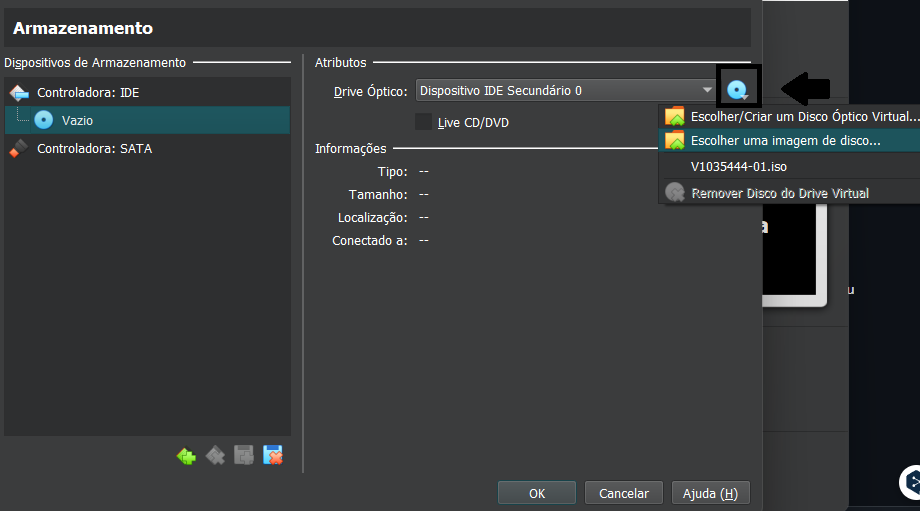 Armazenamento
Dispositivos de Armazenamento
Controladora: IDE
Vazio
Controladora: SATA
Atributos
Drive Óptico: Dispositivo IDE Secundário 0
Live CD/DVD
Informações
Tipo: --
Tamanho: --
Localização: --
Conectado a: --
Escolher/Criar um Disco Óptico Virtual...
Escolher uma imagem de disco...
V1035444-01.iso
Remover Disco do Drive Virtual
a
u
OK Cancelar Ajuda (H)